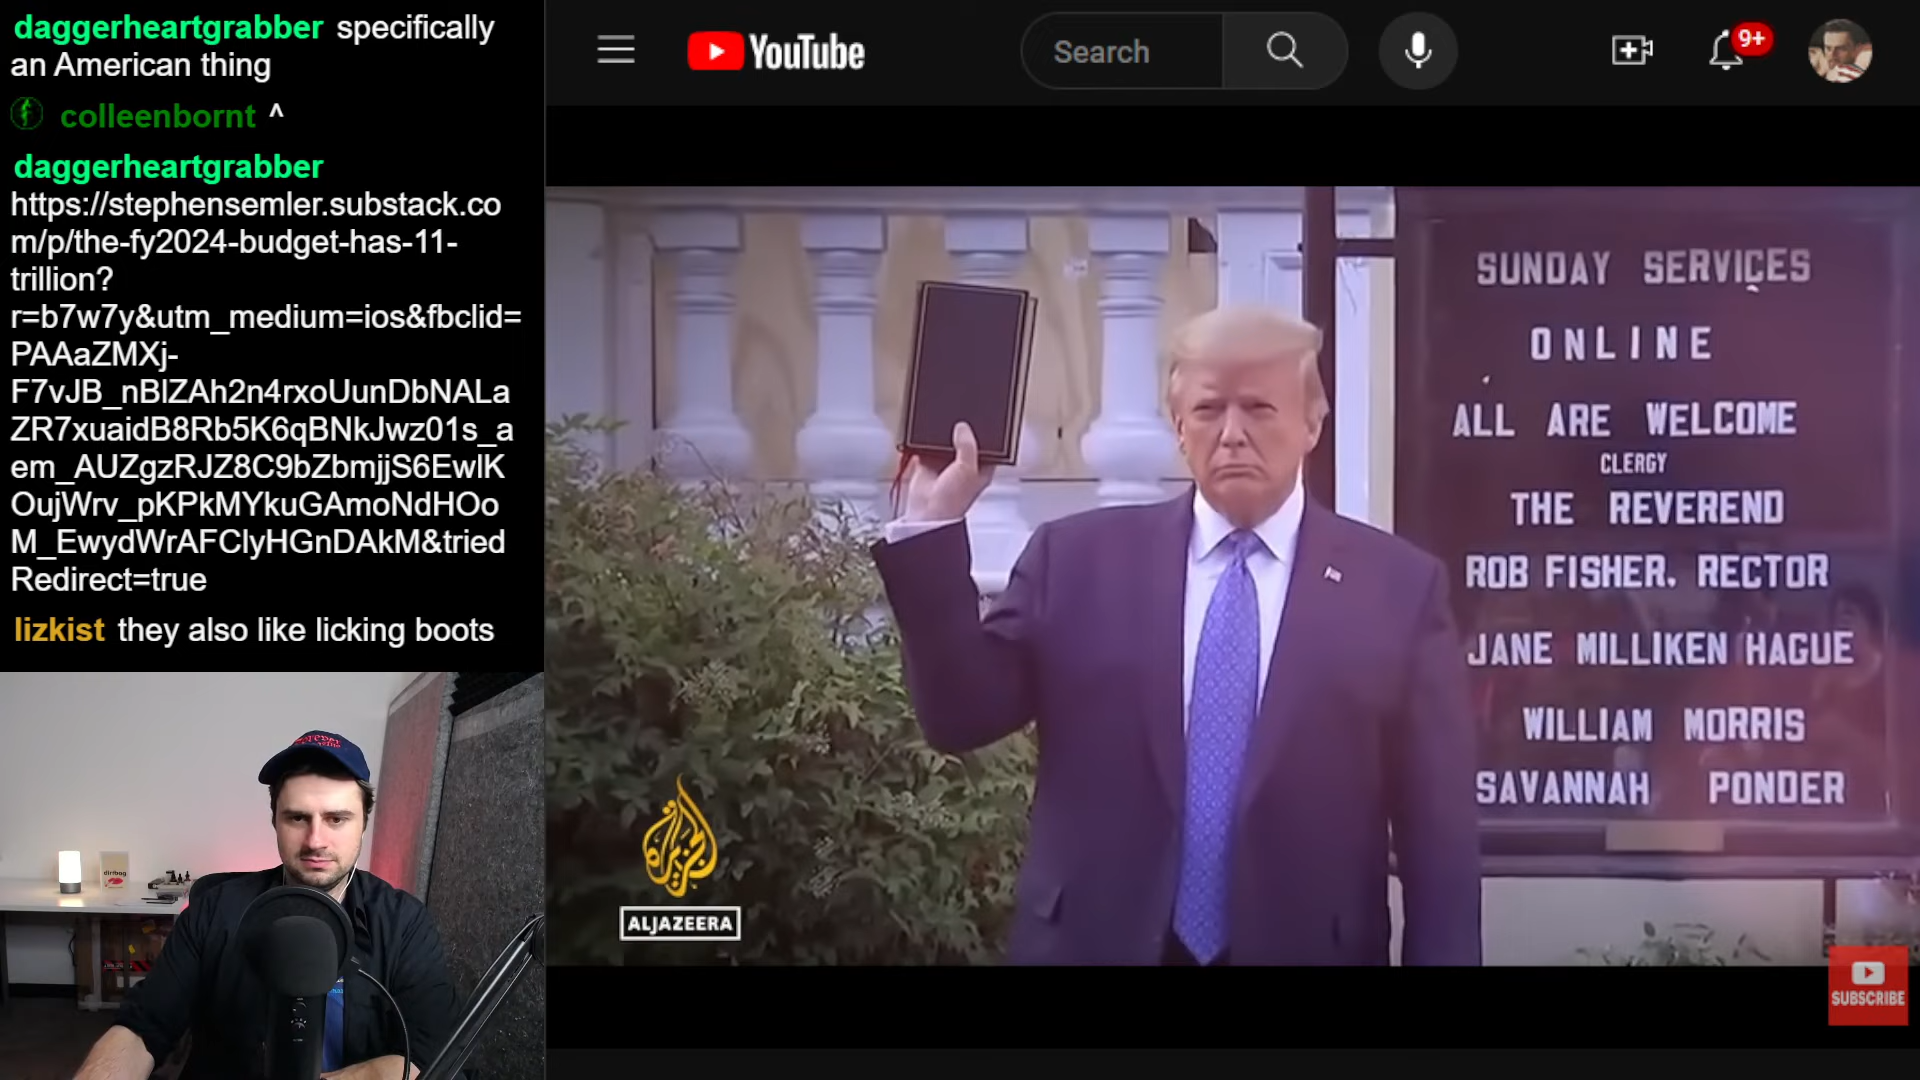 daggerheartgrabber specifically
an American thing
colleenbornt ^
daggerheartgrabber
https://stephensemler.substack.co
m/p/the-fy2024-budget-has-11-
trillion?
r=b7w7y&utm_medium=ios&fbclid=
PAAaZMXj-
F7vJB_nBlZAh2n4rxoUunDbNALa
ZR7xuaidB8Rb5K6qBNkJwz01s_a
em_AUZgzRJZ8C9bZbmjjS6EwlK
OujWrv_pKPkMYkuGAmoNdHOo
M_EwydWrAFClyHGnDAkM&tried
Redirect=true
lizkist they also like licking boots
YouTube
Search
9+
SUNDAY SERVICES
ONLINE
ALL ARE WELCOME
CLERGY
THE REVEREND
ROB FISHER, RECTOR
JANE MILLIKEN HAGUE
WILLIAM MORRIS
SAVANNAH PONDER
الجزيرة
ALJAZEERA
SUBSCRIBE
dirtbag